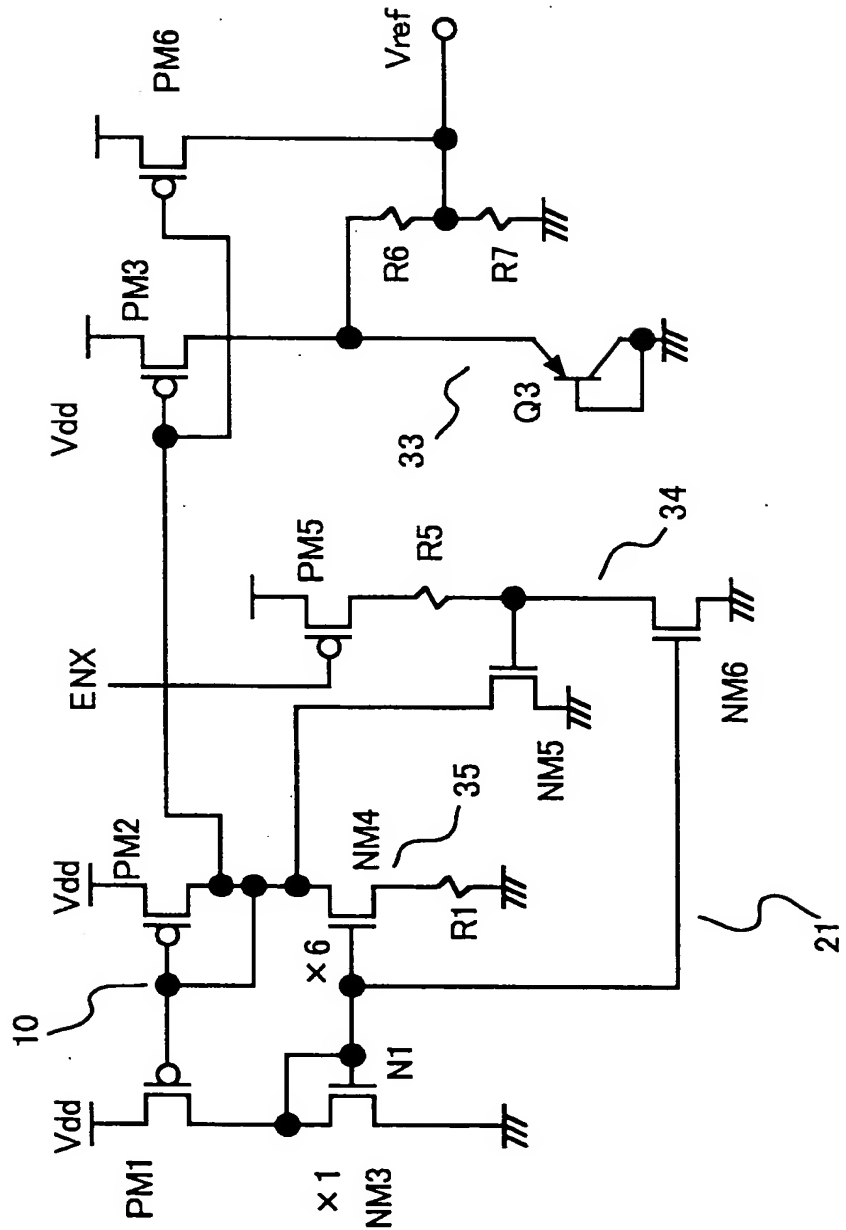 Vdd
Vdd
Vdd
10
PM1
PM2
PM3
PM6
ENX
PM5
R5
R6
R7
Vref
×1
×6
N1
NM3
NM4
R1
35
NM5
NM6
34
33
Q3
21